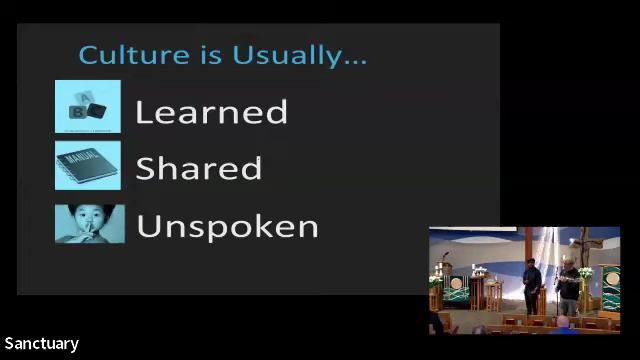 Culture is Usually...
A
B
Learned
MANUAL
Shared
Unspoken
Sanctuary